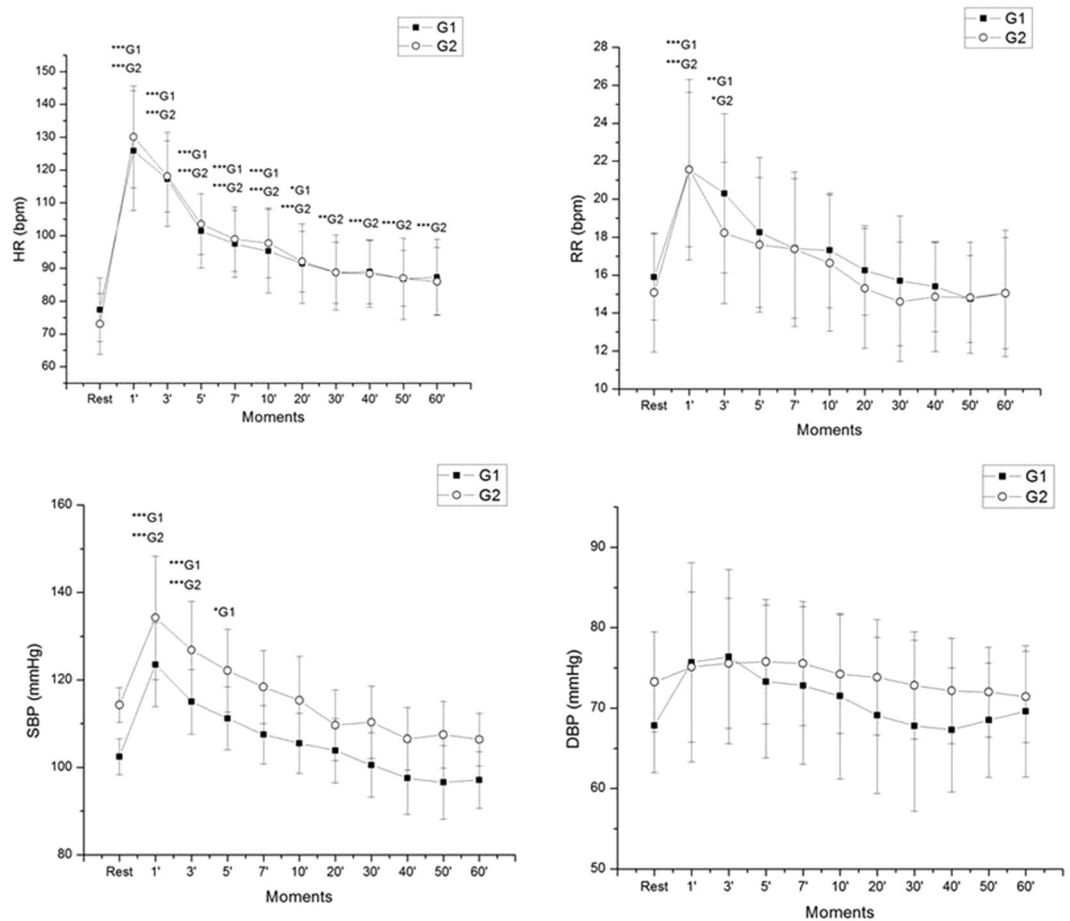 G1
G2
***G1
***G2
***G1
***G2
***G1
***G2
***G1
***G2
***G1
***G2
*G1
***G2
**G2
***G2
***G2
***G2
150
140
130
120
110
100
90
80
70
60
HR (bpm)
Rest 1' 3' 5' 7' 10' 20' 30' 40' 50' 60'
Moments
G1
G2
***G1
***G2
**G1
*G2
28
26
24
22
20
18
16
14
12
10
RR (bpm)
Rest 1' 3' 5' 7' 10' 20' 30' 40' 50' 60'
Moments
G1
G2
***G1
***G2
***G1
***G2
*G1
160
140
120
100
80
SBP (mmHg)
Rest 1' 3' 5' 7' 10' 20' 30' 40' 50' 60'
Moments
G1
G2
90
80
70
60
50
DBP (mmHg)
Rest 1' 3' 5' 7' 10' 20' 30' 40' 50' 60'
Moments